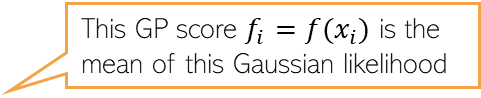 This GP score $f_i = f(x_i)$ is the
mean of this Gaussian likelihood